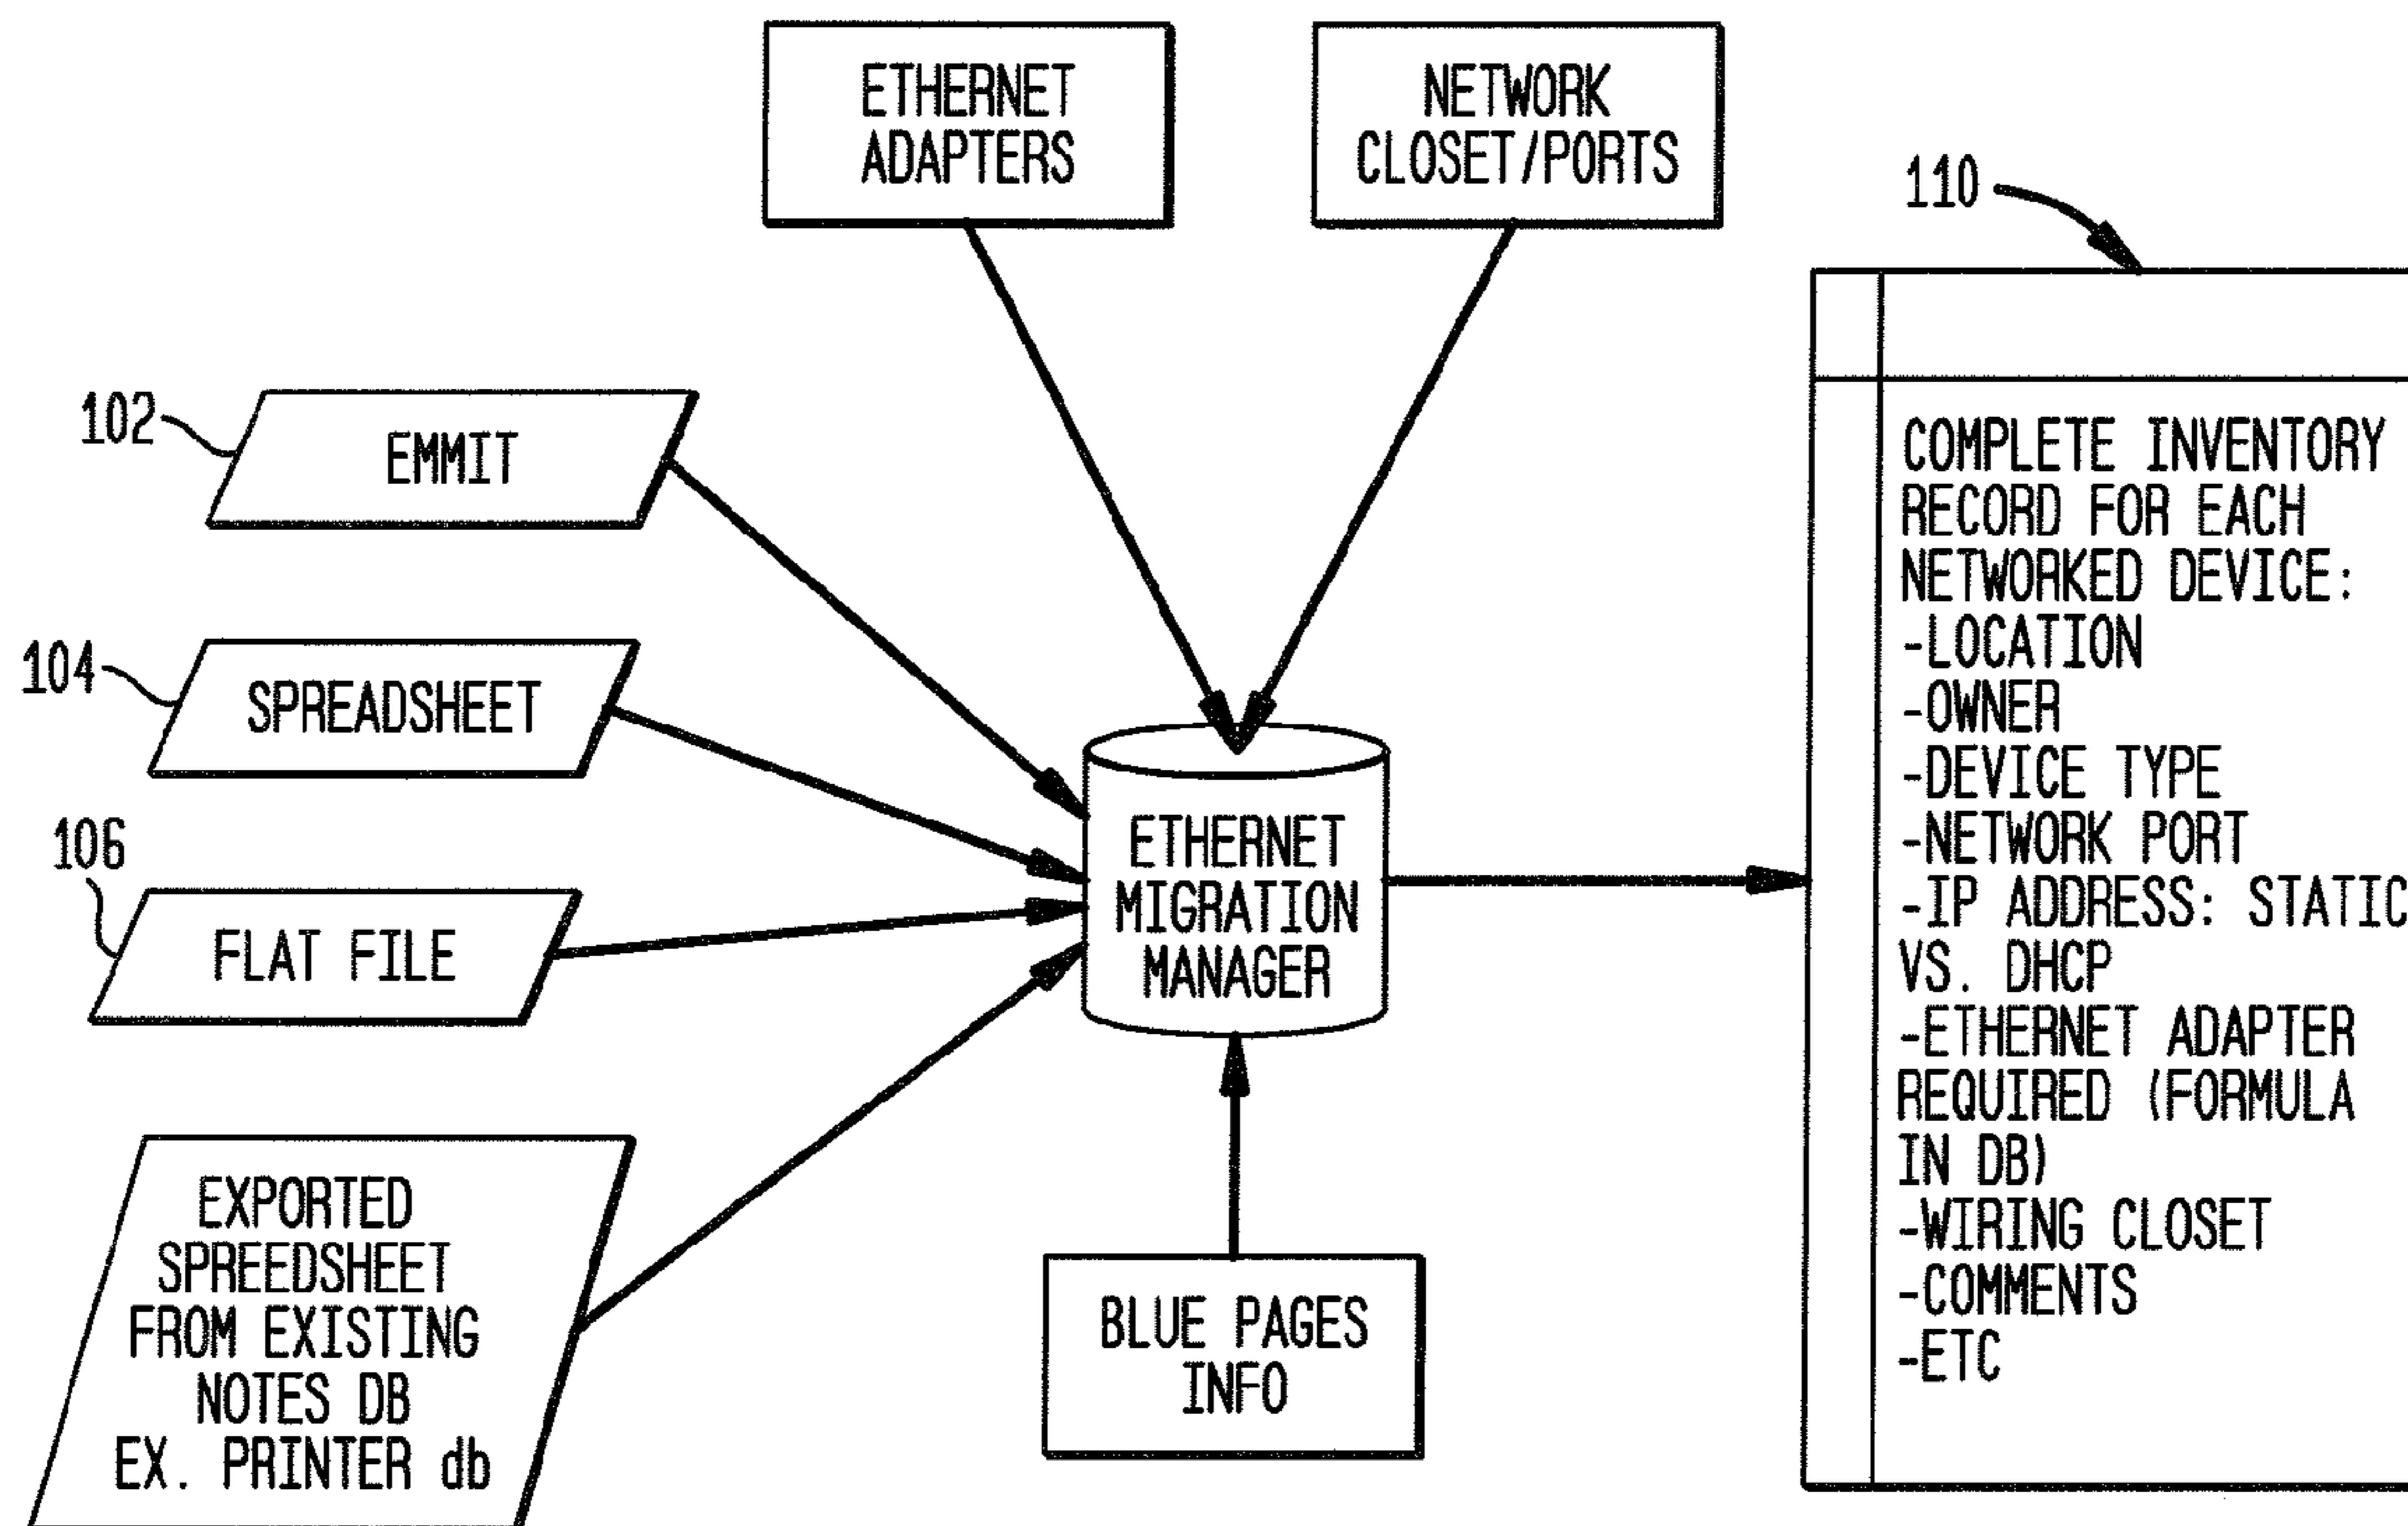 ETHERNET
ADAPTERS
NETWORK
CLOSET/PORTS
110
102
EMMIT
104
SPREADSHEET
106
FLAT FILE
EXPORTED
SPREEDSHEET
FROM EXISTING
NOTES DB
EX. PRINTER db
ETHERNET
MIGRATION
MANAGER
BLUE PAGES
INFO
COMPLETE INVENTORY
RECORD FOR EACH
NETWORKED DEVICE:
-LOCATION
-OWNER
-DEVICE TYPE
-NETWORK PORT
-IP ADDRESS: STATIC
VS. DHCP
-ETHERNET ADAPTER
REQUIRED (FORMULA
IN DB)
-WIRING CLOSET
-COMMENTS
-ETC